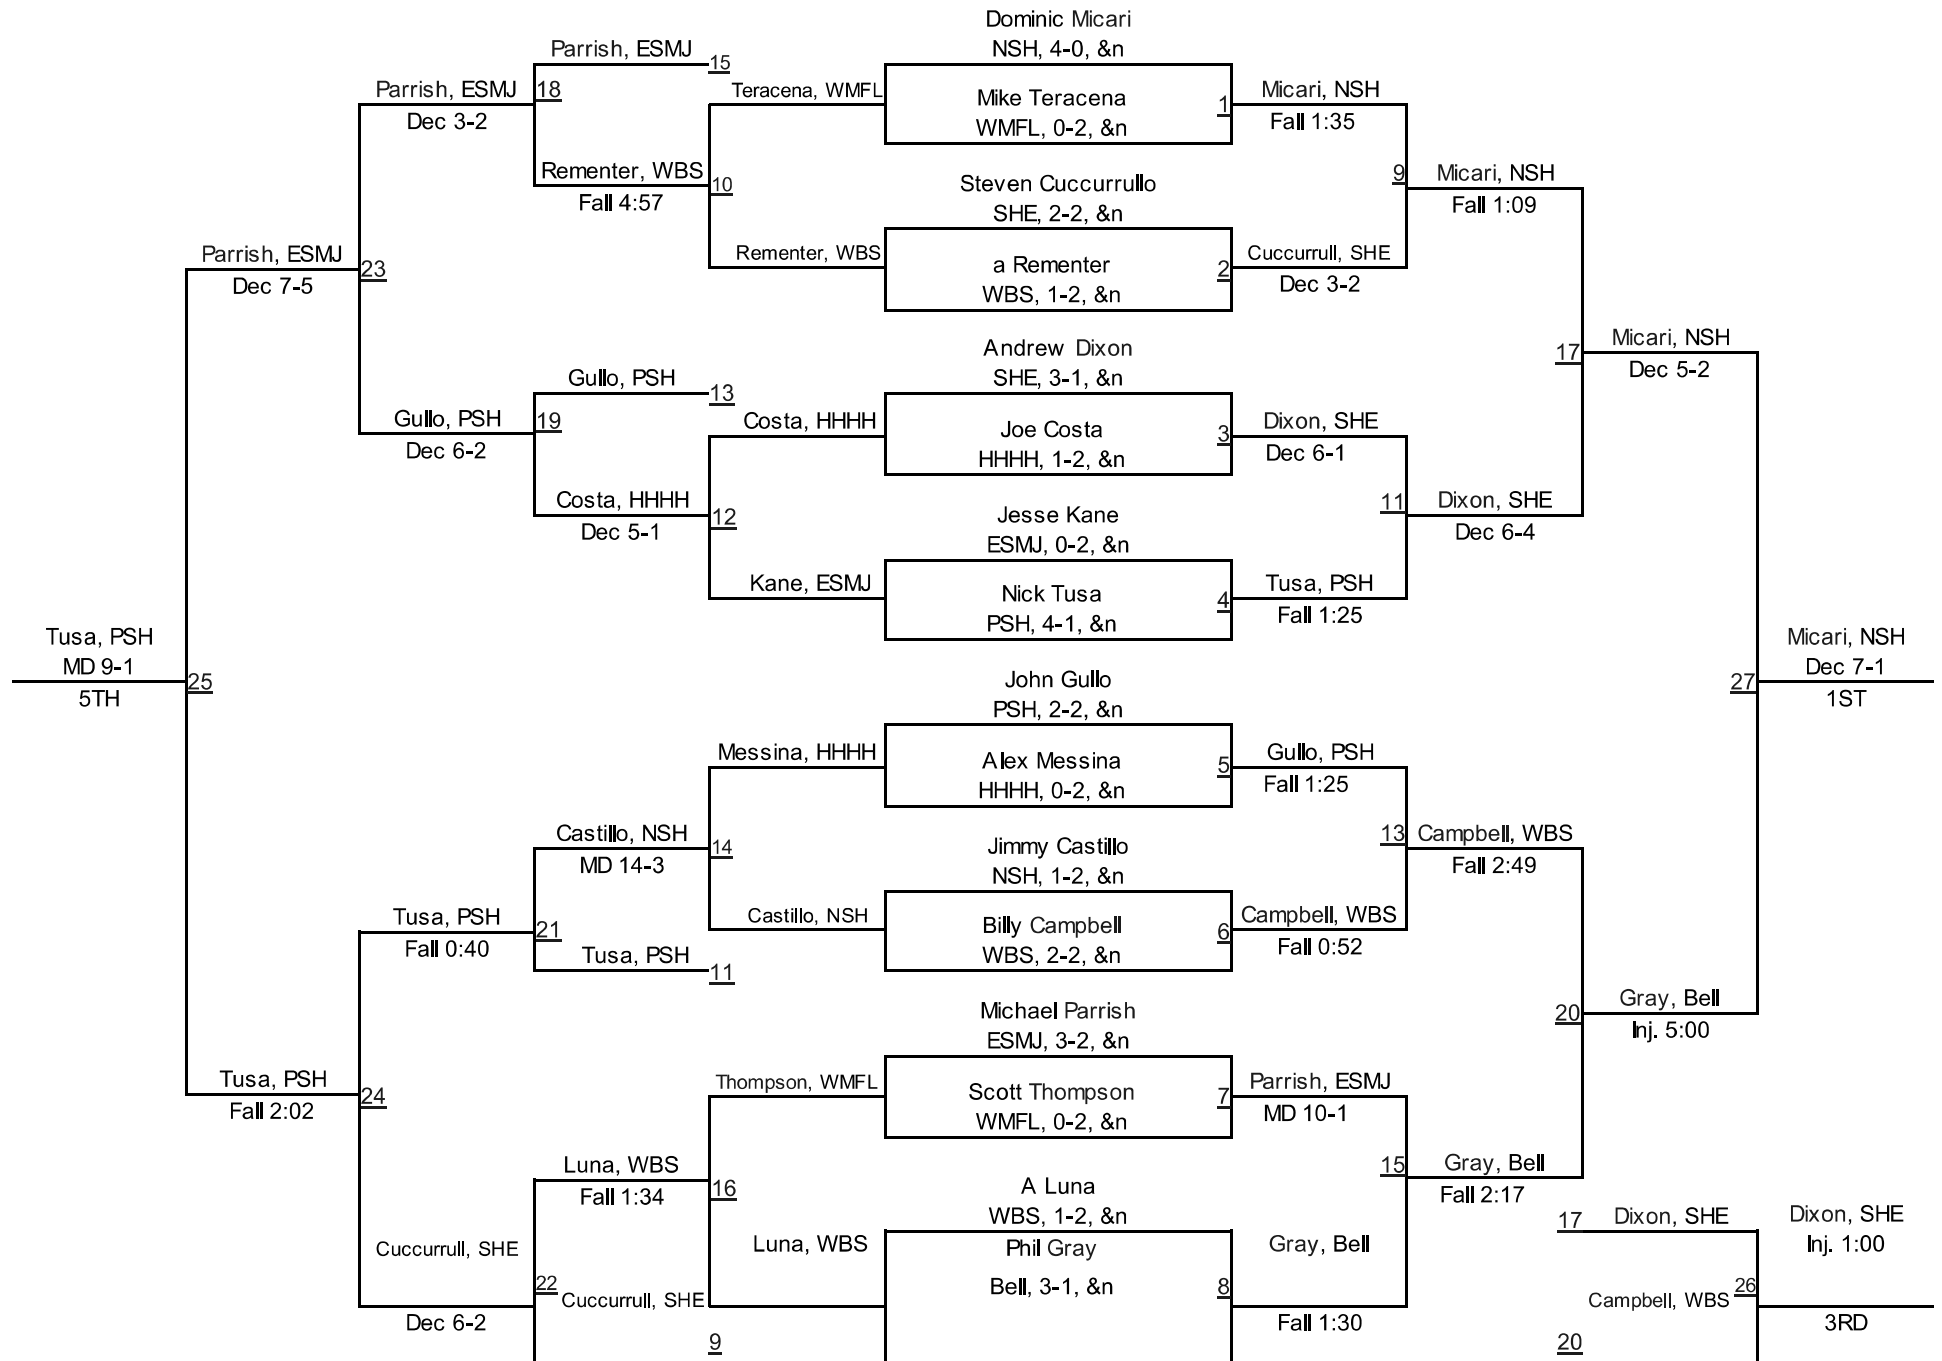 Dominic Micari
NSH, 4-0, &n
Parrish, ESMJ
15
Parrish, ESMJ
18
Dec 3-2
Teracena, WMFL
Mike Teracena
WMFL, 0-2, &n
1
Micari, NSH
Fall 1:35
Rementer, WBS
Fall 4:57
10
Steven Cuccurrullo
SHE, 2-2, &n
9
Micari, NSH
Fall 1:09
Parrish, ESMJ
Dec 7-5
23
Rementer, WBS
a Rementer
WBS, 1-2, &n
2
Cuccurrull, SHE
Dec 3-2
Andrew Dixon
SHE, 3-1, &n
17
Micari, NSH
Dec 5-2
Gullo, PSH
13
Gullo, PSH
Dec 6-2
19
Costa, HHHH
Joe Costa
HHHH, 1-2, &n
3
Dixon, SHE
Dec 6-1
Costa, HHHH
Dec 5-1
12
Jesse Kane
ESMJ, 0-2, &n
11
Dixon, SHE
Dec 6-4
Kane, ESMJ
Nick Tusa
PSH, 4-1, &n
4
Tusa, PSH
Fall 1:25
Tusa, PSH
MD 9-1
5TH
25
John Gullo
PSH, 2-2, &n
27
Micari, NSH
Dec 7-1
1ST
Messina, HHHH
Alex Messina
HHHH, 0-2, &n
5
Gullo, PSH
Fall 1:25
Castillo, NSH
MD 14-3
14
Jimmy Castillo
NSH, 1-2, &n
13
Campbell, WBS
Fall 2:49
Tusa, PSH
Fall 0:40
21
Castillo, NSH
Billy Campbell
WBS, 2-2, &n
6
Campbell, WBS
Fall 0:52
Tusa, PSH
11
Michael Parrish
ESMJ, 3-2, &n
20
Gray, Bell
Inj. 5:00
Tusa, PSH
Fall 2:02
24
Thompson, WMFL
Scott Thompson
WMFL, 0-2, &n
7
Parrish, ESMJ
MD 10-1
Luna, WBS
Fall 1:34
16
A Luna
WBS, 1-2, &n
15
Gray, Bell
Fall 2:17
17
Dixon, SHE
Dixon, SHE
Inj. 1:00
Cuccurrull, SHE
Dec 6-2
22
Luna, WBS
Phil Gray
Bell, 3-1, &n
8
Gray, Bell
Fall 1:30
Cuccurrull, SHE
9
Campbell, WBS
26
3RD
20